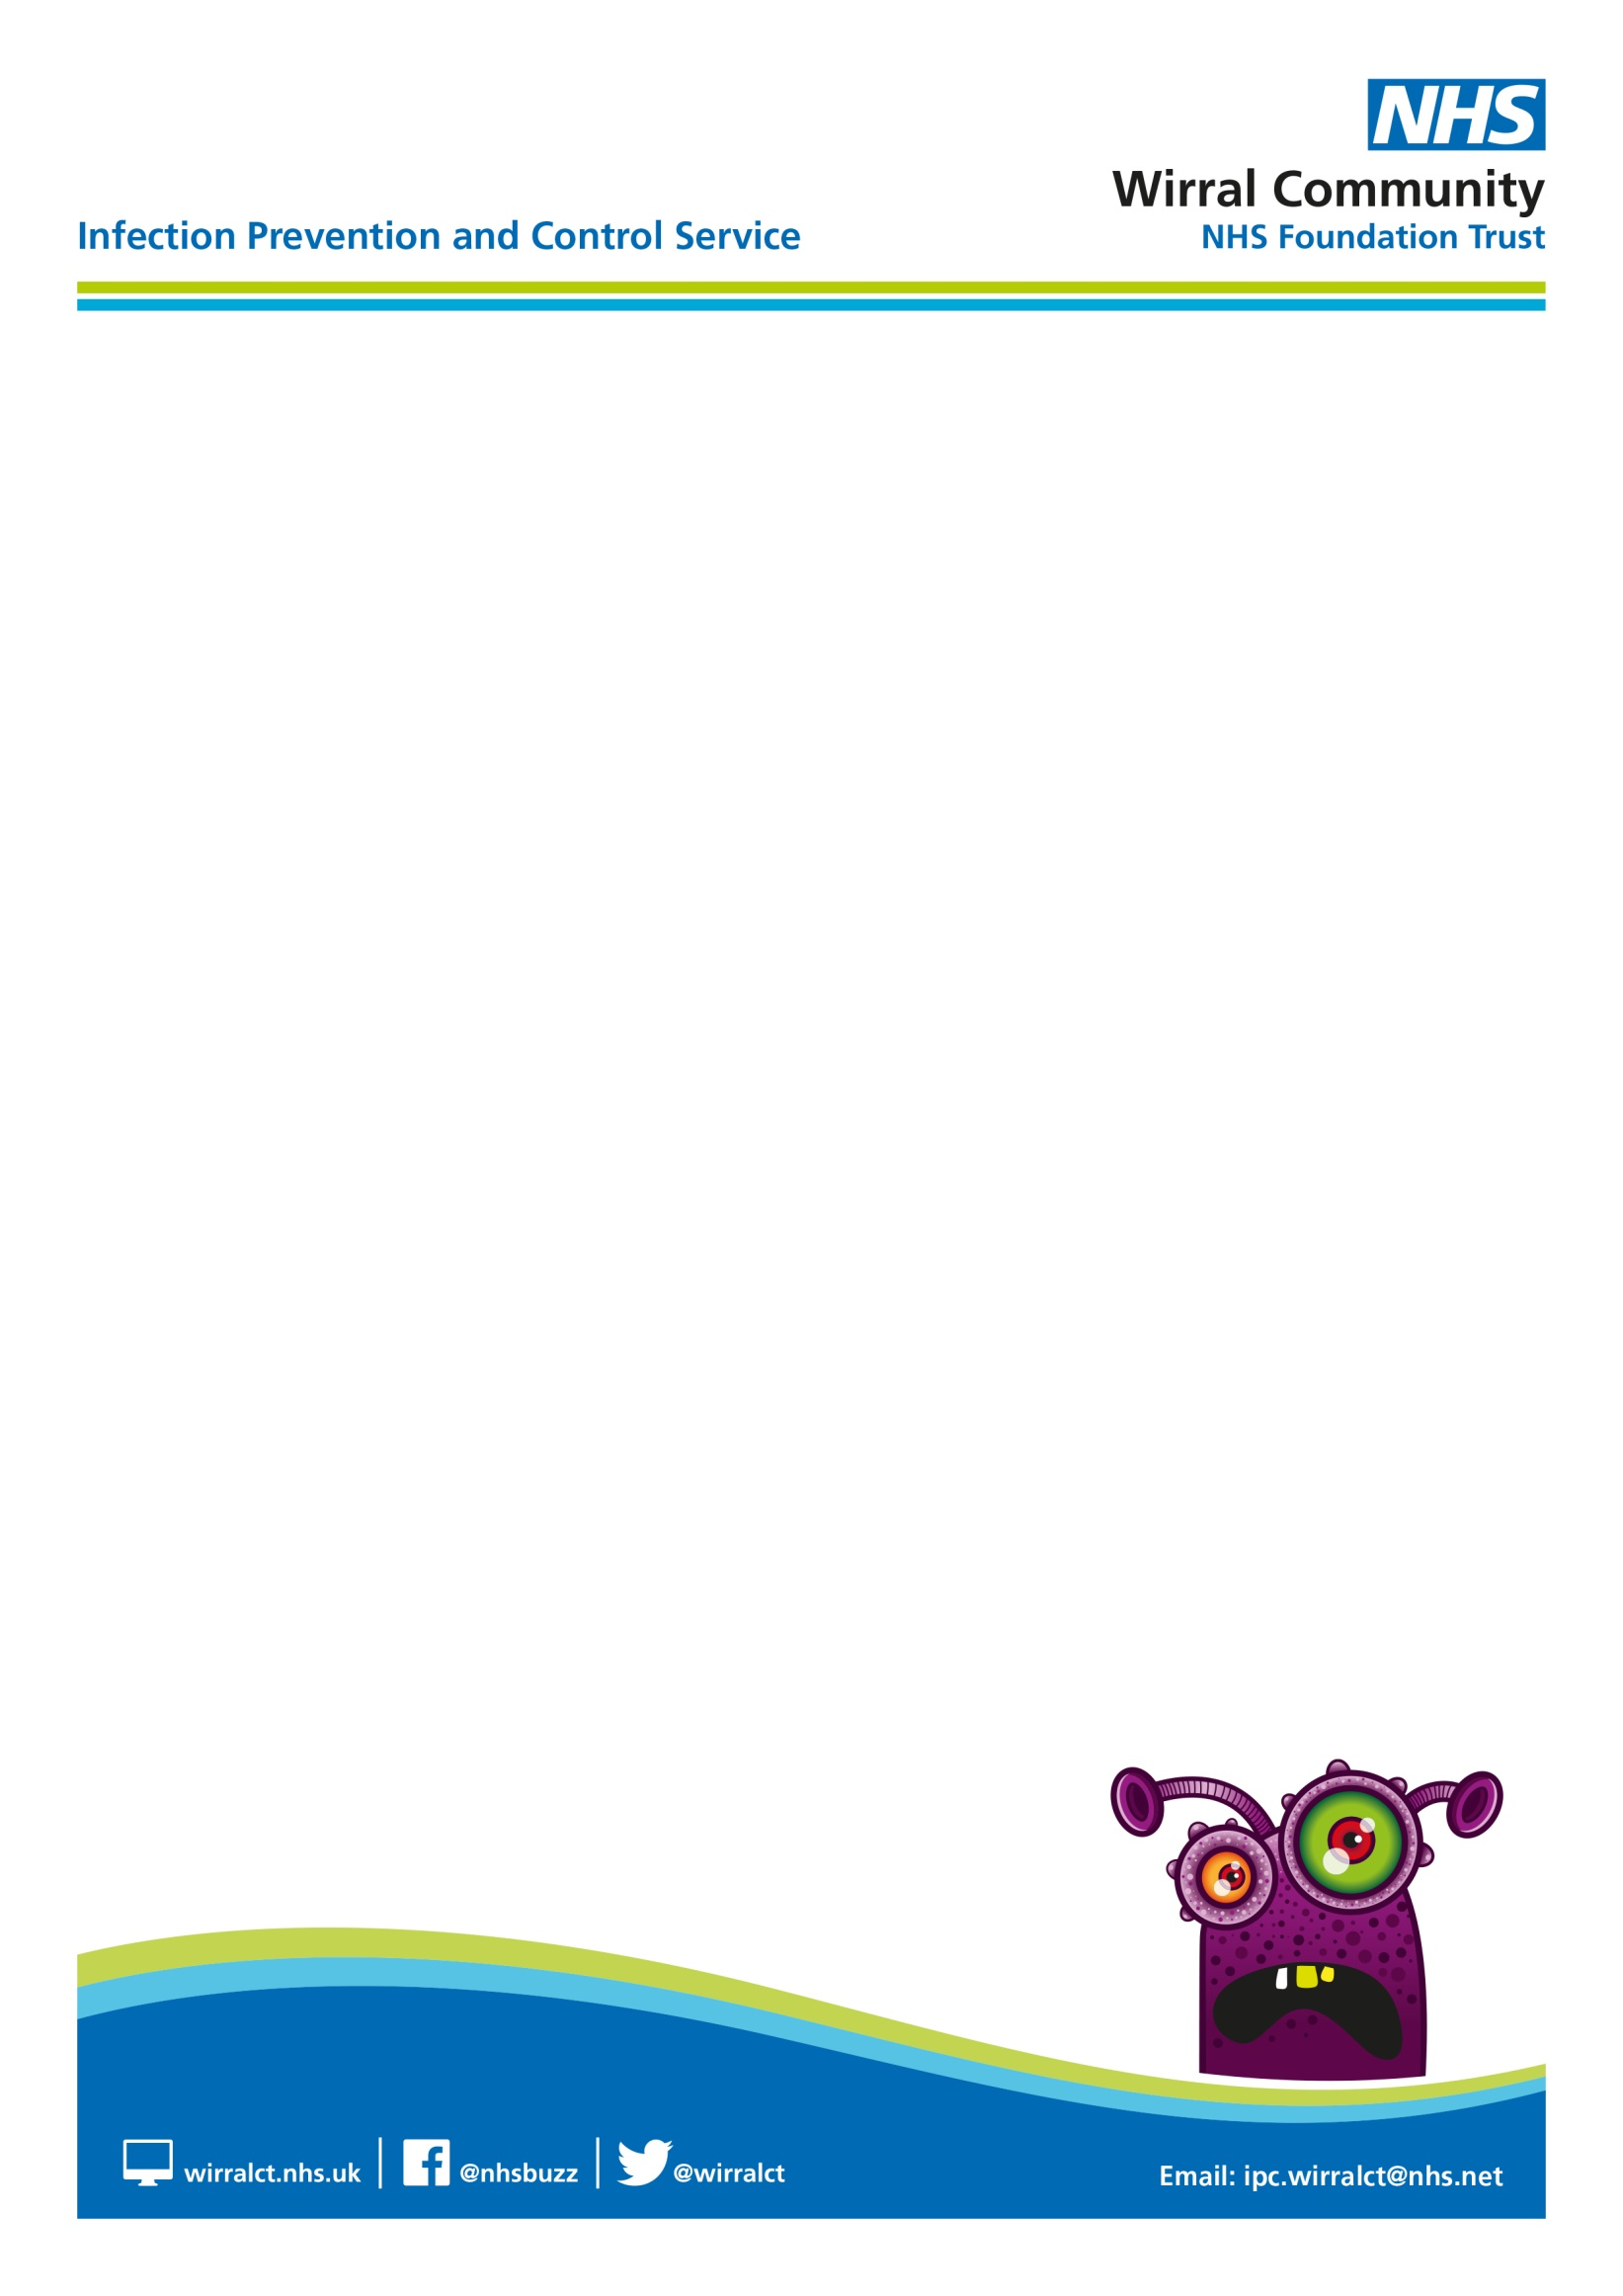 NHS
Wirral Community
Infection Prevention and Control Service
NHS Foundation Trust
wirralct.nhs.uk
@nhsbuzz
@wirralct
Email: ipc.wirralct@nhs.net